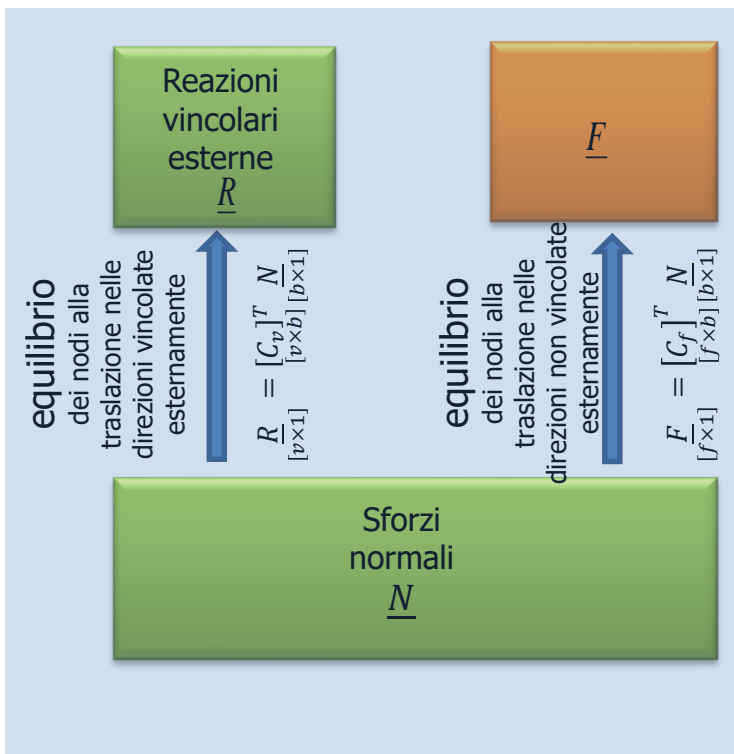 Reazioni
vincolari
esterne
R
F
equilibrio
dei nodi alla
traslazione nelle
direzioni vincolate
esternamente
R = [C_v]^T N
[v×1] [v×b] [b×1]
equilibrio
dei nodi alla
traslazione nelle
direzioni non vincolate
esternamente
F = [C_f]^T N
[f×1] [f×b] [b×1]
Sforzi
normali
N